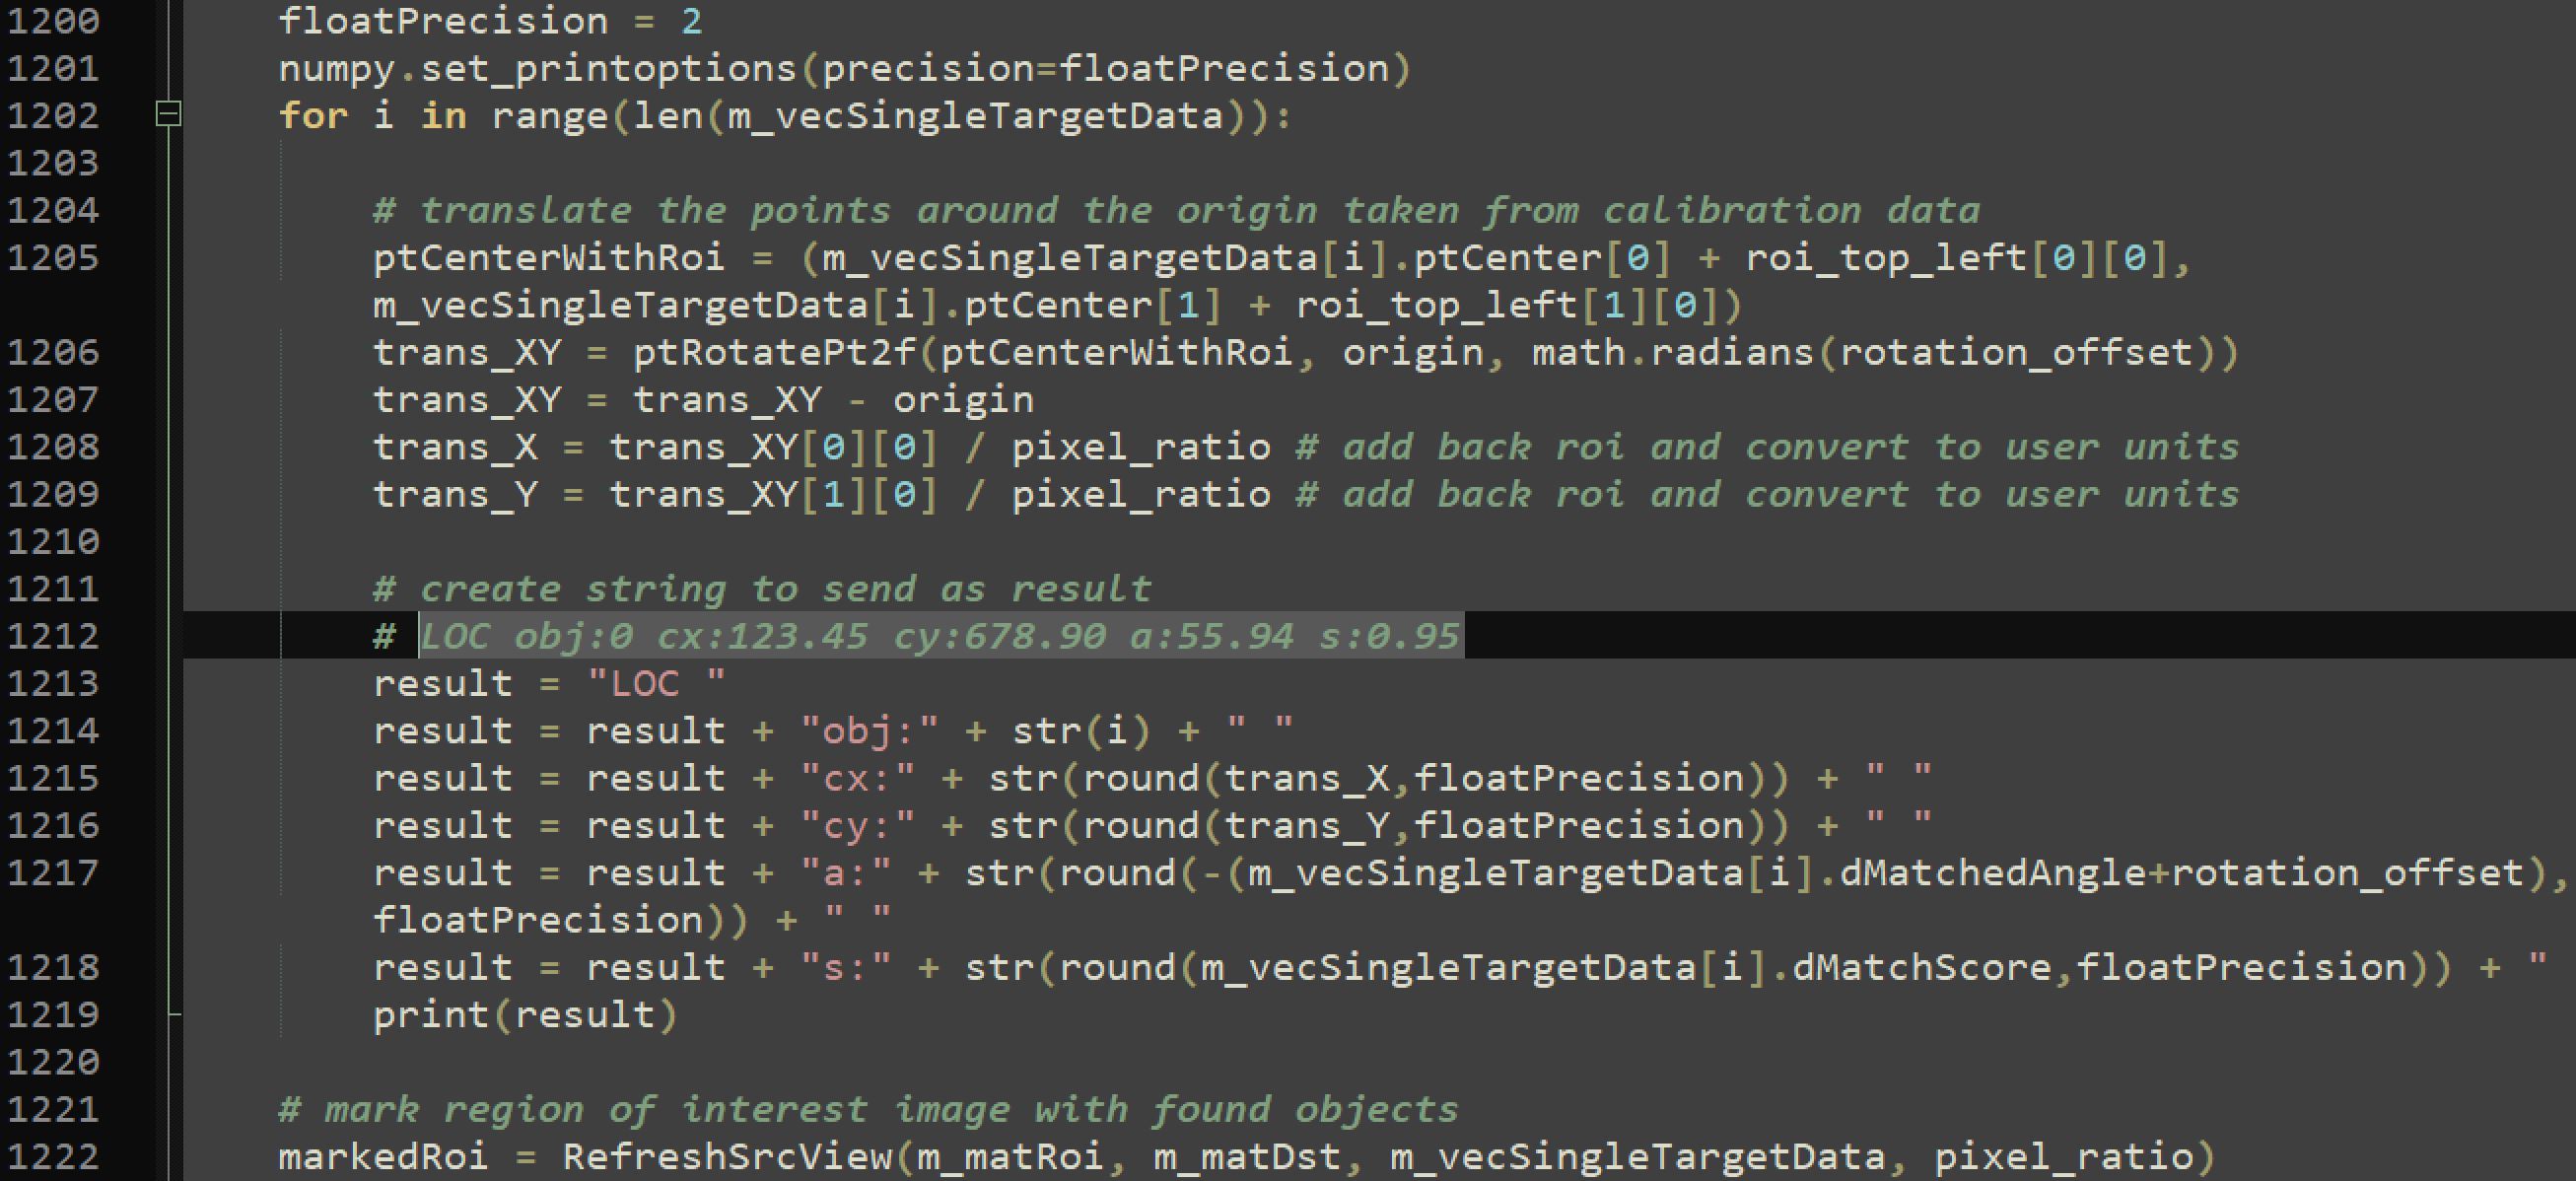 1200 floatPrecision = 2
1201 numpy.set_printoptions(precision=floatPrecision)
1202 for i in range(len(m_vecSingleTargetData)):
1203
1204 # translate the points around the origin taken from calibration data
1205 ptCenterWithRoi = (m_vecSingleTargetData[i].ptCenter[0] + roi_top_left[0][0],
m_vecSingleTargetData[i].ptCenter[1] + roi_top_left[1][0])
1206 trans_XY = ptRotatePt2f(ptCenterWithRoi, origin, math.radians(rotation_offset))
1207 trans_XY = trans_XY - origin
1208 trans_X = trans_XY[0][0] / pixel_ratio # add back roi and convert to user units
1209 trans_Y = trans_XY[1][0] / pixel_ratio # add back roi and convert to user units
1210
1211 # create string to send as result
1212 # LOC obj:0 cx:123.45 cy:678.90 a:55.94 s:0.95
1213 result = "LOC "
1214 result = result + "obj:" + str(i) + " "
1215 result = result + "cx:" + str(round(trans_X,floatPrecision)) + " "
1216 result = result + "cy:" + str(round(trans_Y,floatPrecision)) + " "
1217 result = result + "a:" + str(round(-(m_vecSingleTargetData[i].dMatchedAngle+rotation_offset),
floatPrecision)) + " "
1218 result = result + "s:" + str(round(m_vecSingleTargetData[i].dMatchScore,floatPrecision)) + "
1219 print(result)
1220
1221 # mark region of interest image with found objects
1222 markedRoi = RefreshSrcView(m_matRoi, m_matDst, m_vecSingleTargetData, pixel_ratio)